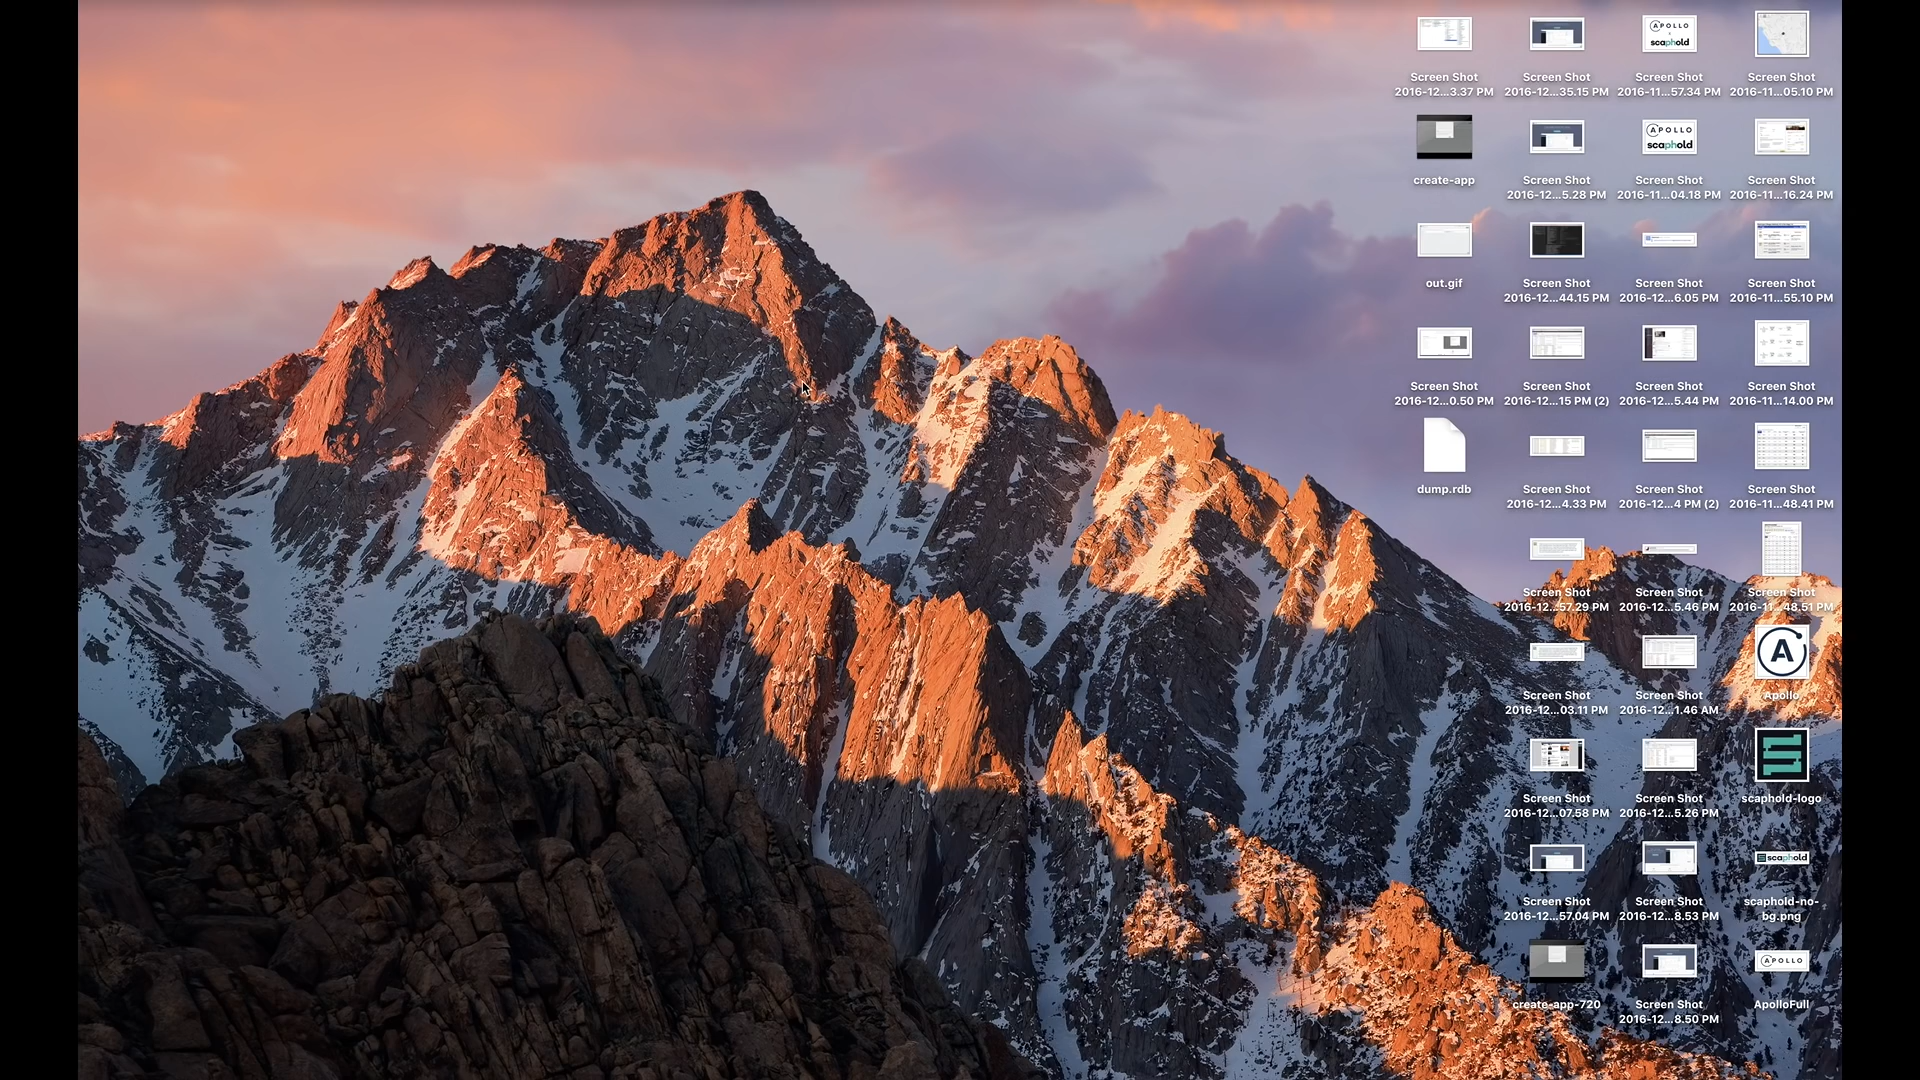 Screen Shot
2016-12...3.37 PM
Screen Shot
2016-12...35.15 PM
APOLLO
scaphold
Screen Shot
2016-11...57.34 PM
Screen Shot
2016-11...05.10 PM
create-app
Screen Shot
2016-12...5.28 PM
APOLLO
scaphold
Screen Shot
2016-11...04.18 PM
Screen Shot
2016-11...16.24 PM
out.gif
Screen Shot
2016-12...44.15 PM
Screen Shot
2016-12...6.05 PM
Screen Shot
2016-11...55.10 PM
Screen Shot
2016-12...0.50 PM
Screen Shot
2016-12...15 PM (2)
Screen Shot
2016-12...5.44 PM
Screen Shot
2016-11...14.00 PM
dump.rdb
Screen Shot
2016-12...4.33 PM
Screen Shot
2016-12...4 PM (2)
Screen Shot
2016-11...48.41 PM
Screen Shot
2016-12...57.29 PM
Screen Shot
2016-12...5.46 PM
Screen Shot
2016-11...48.51 PM
Screen Shot
2016-12...03.11 PM
Screen Shot
2016-12...1.46 AM
A
Apollo
Screen Shot
2016-12...07.58 PM
Screen Shot
2016-12...5.26 PM
scaphold-logo
Screen Shot
2016-12...57.04 PM
Screen Shot
2016-12...8.53 PM
scaphold
scaphold-no-
bg.png
create-app-720
Screen Shot
2016-12...8.50 PM
APOLLO
ApolloFull